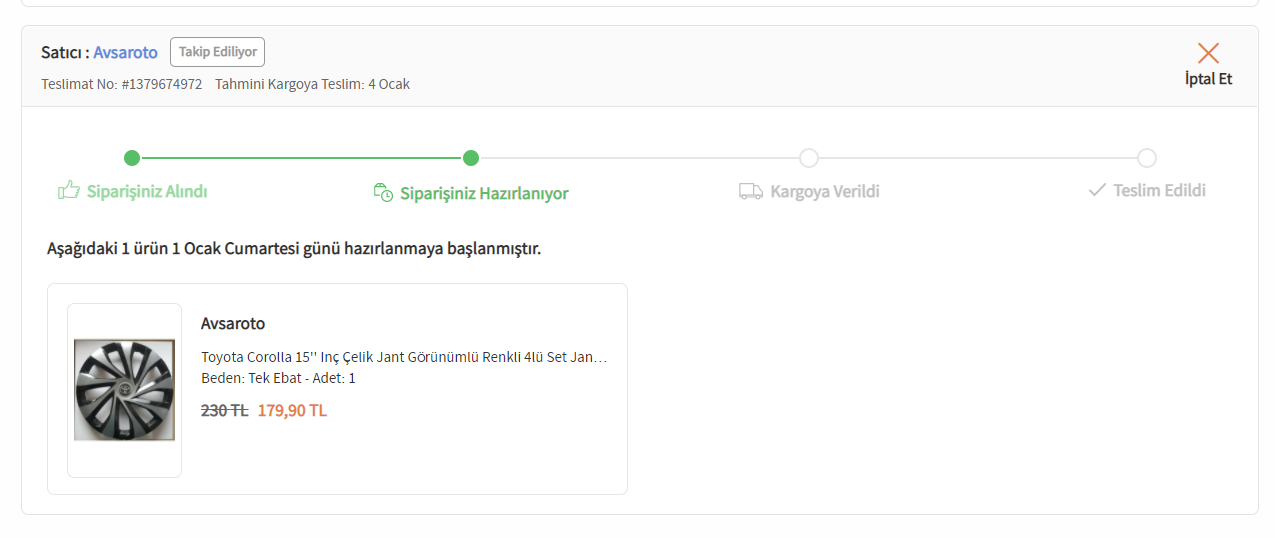 Satıcı : Avsaroto Takip Ediliyor
Teslimat No: #1379674972 Tahmini Kargoya Teslim: 4 Ocak
İptal Et
Siparişiniz Alındı
Siparişiniz Hazırlanıyor
Kargoya Verildi
Teslim Edildi
Aşağıdaki 1 ürün 1 Ocak Cumartesi günü hazırlanmaya başlanmıştır.
Avsaroto
Toyota Corolla 15'' Inç Çelik Jant Görünümlü Renkli 4lü Set Jan…
Beden: Tek Ebat - Adet: 1
230 TL 179,90 TL